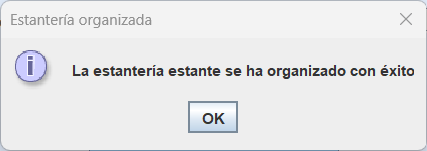 Estantería organizada
La estantería estante se ha organizado con éxito
OK